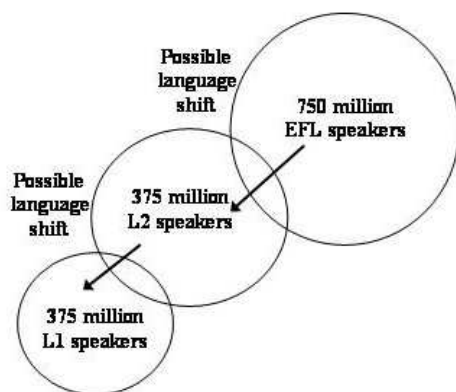 Possible
language
shift
750 million
EFL speakers
Possible
language
shift
375 million
L2 speakers
375 million
L1 speakers